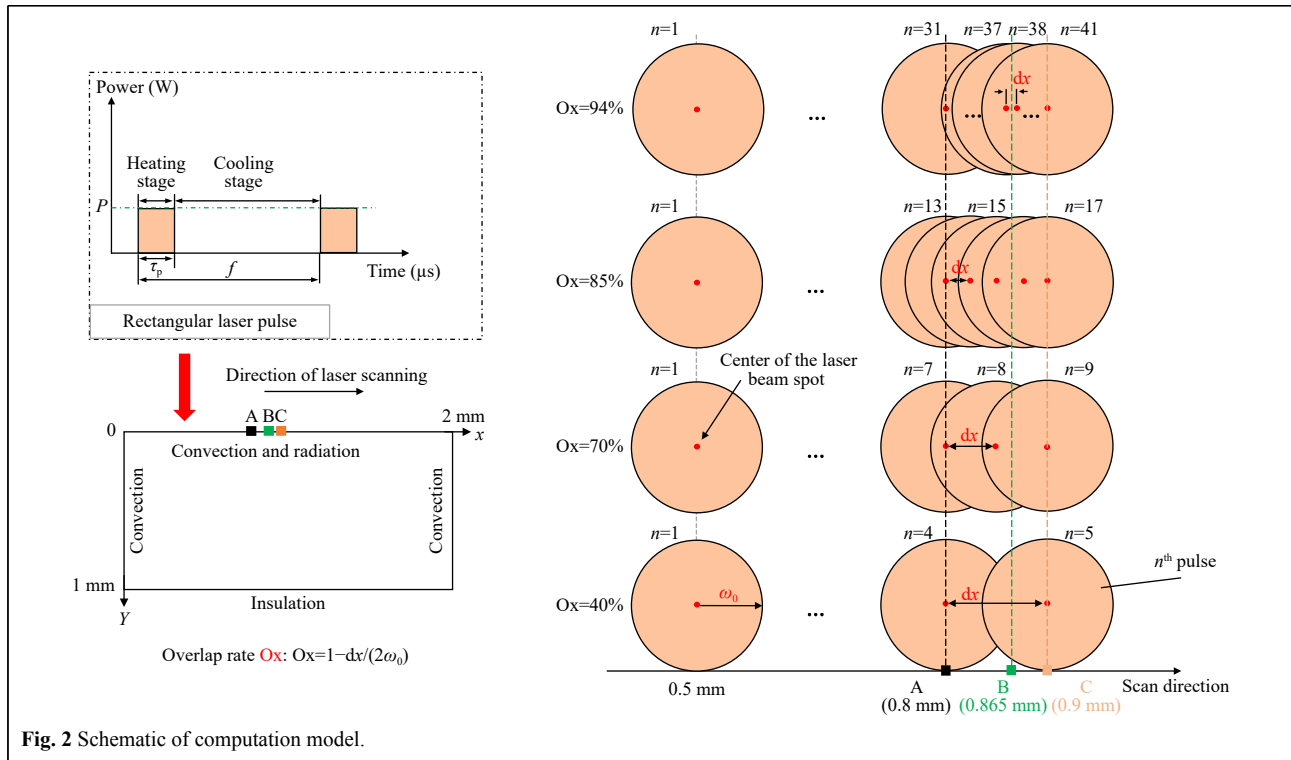 Power (W)
Heating
stage
Cooling
stage
P
τp
f
Time (μs)
Rectangular laser pulse
Direction of laser scanning
A BC
0
2 mm
x
Convection and radiation
Convection
Convection
1 mm
Insulation
Y
Overlap rate Ox: Ox=1−dx/(2ω0)
n=1
n=31
n=37
n=38
n=41
dx
Ox=94%
...
... ...
n=1
n=13
n=15
n=17
dx
Ox=85%
...
Center of the laser
beam spot
n=1
n=7
n=8
n=9
dx
Ox=70%
...
n=1
n=4
n=5
nth pulse
ω0
dx
Ox=40%
...
0.5 mm
A
(0.8 mm)
B
(0.865 mm)
C
(0.9 mm)
Scan direction
Fig. 2 Schematic of computation model.